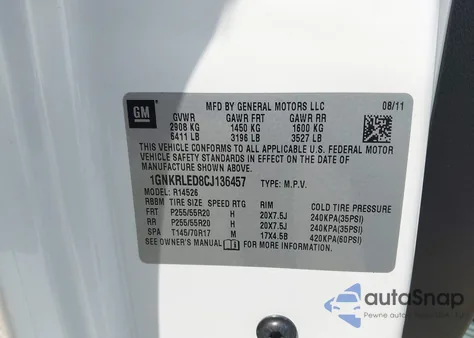 GM
MFD BY GENERAL MOTORS LLC 08/11
GVWR GAWR FRT GAWR RR
2908 KG 1450 KG 1600 KG
6411 LB 3196 LB 3527 LB
THIS VEHICLE CONFORMS TO ALL APPLICABLE U.S. FEDERAL MOTOR
VEHICLE SAFETY STANDARDS IN EFFECT ON THE DATE OF
MANUFACTURE SHOWN ABOVE.
1GNKRLED8CJ136457 TYPE: M.P.V.
MODEL: R14526
RBBM TIRE SIZE SPEED RTG RIM COLD TIRE PRESSURE
FRT P255/55R20 H 20X7.5J 240KPA(35PSI)
RR P255/55R20 H 20X7.5J 240KPA(35PSI)
SPA T145/70R17 M 17X4.5B 420KPA(60PSI)
SEE OWNER'S MANUAL FOR MORE INFORMATION.
autoSnap